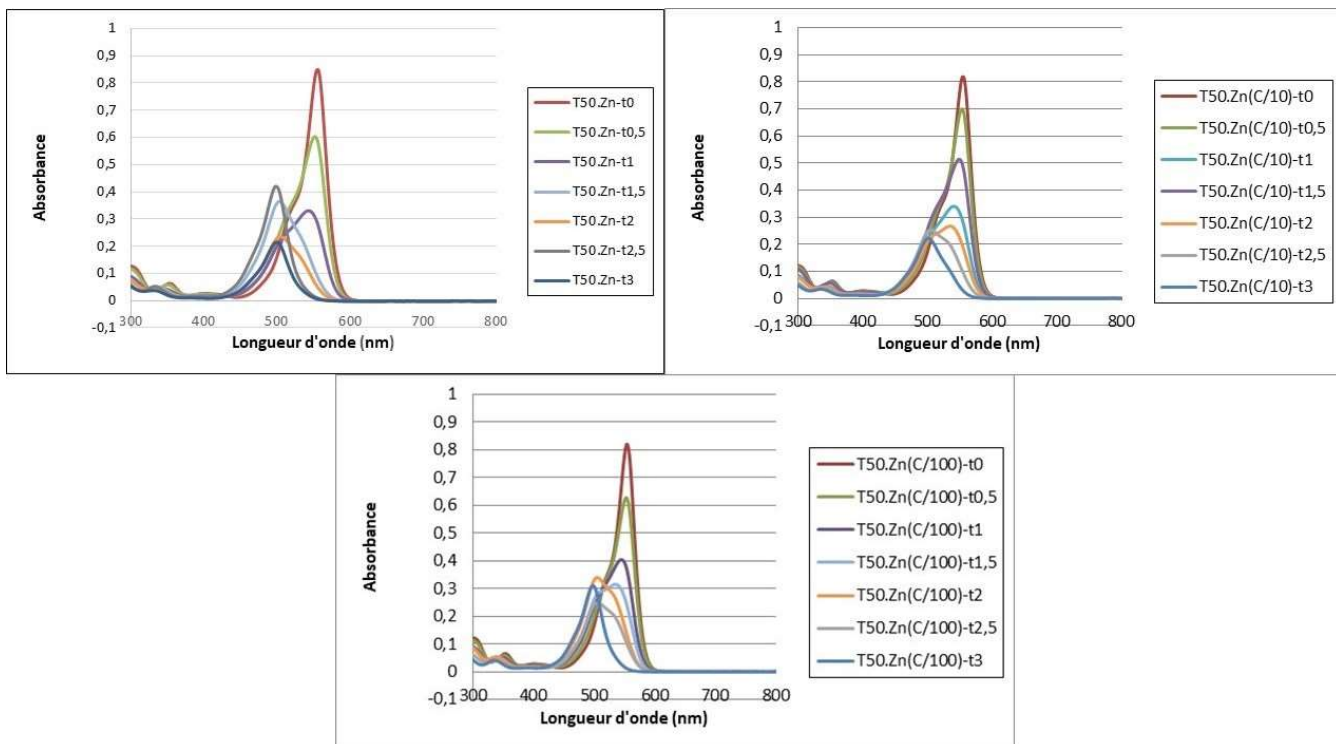 1
0,9
0,8
0,7
0,6
0,5
0,4
0,3
0,2
0,1
0
-0,1
300 400 500 600 700 800
Absorbance
Longueur d'onde (nm)
T50.Zn-t0
T50.Zn-t0,5
T50.Zn-t1
T50.Zn-t1,5
T50.Zn-t2
T50.Zn-t2,5
T50.Zn-t3
1
0,9
0,8
0,7
0,6
0,5
0,4
0,3
0,2
0,1
0
-0,1
300 400 500 600 700 800
Absorbance
Longueur d'onde (nm)
T50.Zn(C/10)-t0
T50.Zn(C/10)-t0,5
T50.Zn(C/10)-t1
T50.Zn(C/10)-t1,5
T50.Zn(C/10)-t2
T50.Zn(C/10)-t2,5
T50.Zn(C/10)-t3
1
0,9
0,8
0,7
0,6
0,5
0,4
0,3
0,2
0,1
0
-0,1
300 400 500 600 700 800
Absorbance
Longueur d'onde (nm)
T50.Zn(C/100)-t0
T50.Zn(C/100)-t0,5
T50.Zn(C/100)-t1
T50.Zn(C/100)-t1,5
T50.Zn(C/100)-t2
T50.Zn(C/100)-t2,5
T50.Zn(C/100)-t3